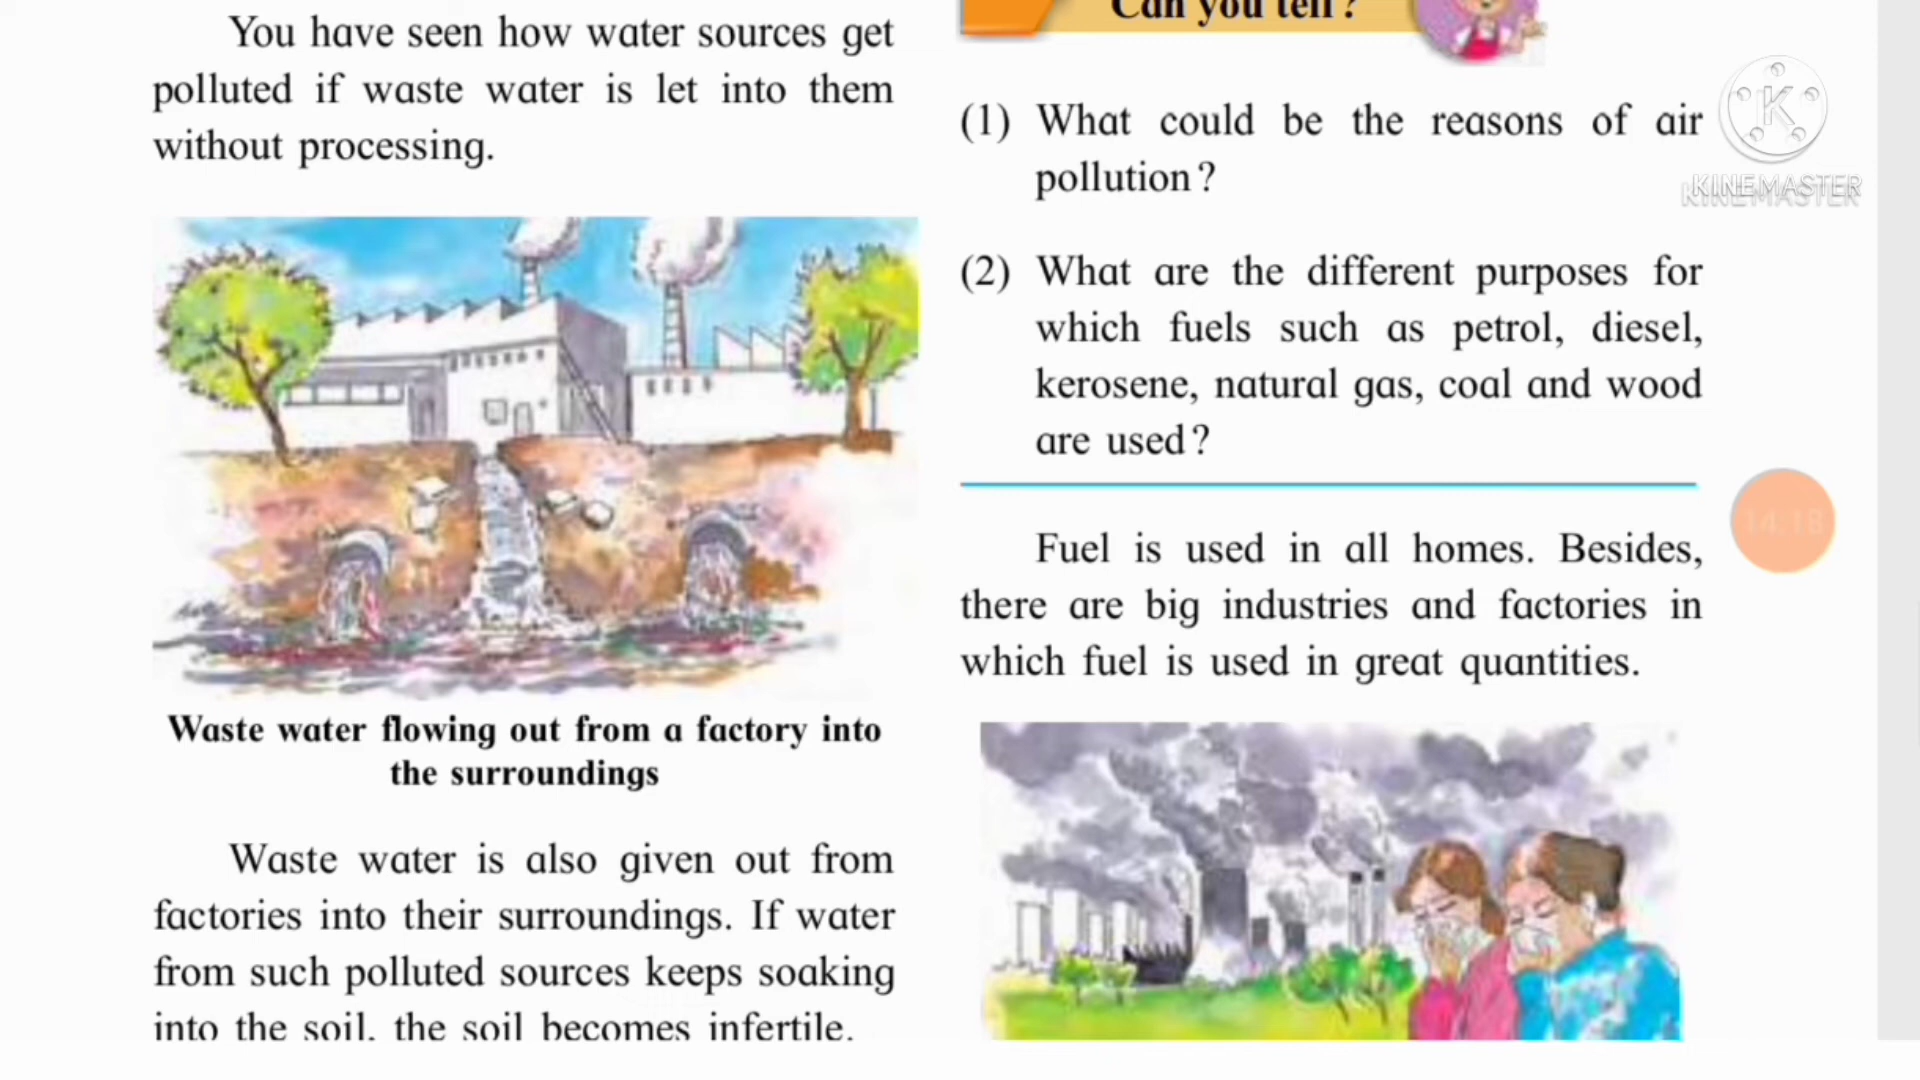 You have seen how water sources get
polluted if waste water is let into them
without processing.
Waste water flowing out from a factory into
the surroundings
Waste water is also given out from
factories into their surroundings. If water
from such polluted sources keeps soaking
into the soil, the soil becomes infertile.
Can you tell?
(1) What could be the reasons of air
pollution?
(2) What are the different purposes for
which fuels such as petrol, diesel,
kerosene, natural gas, coal and wood
are used?
Fuel is used in all homes. Besides,
there are big industries and factories in
which fuel is used in great quantities.
K
KINEMASTER
14:18